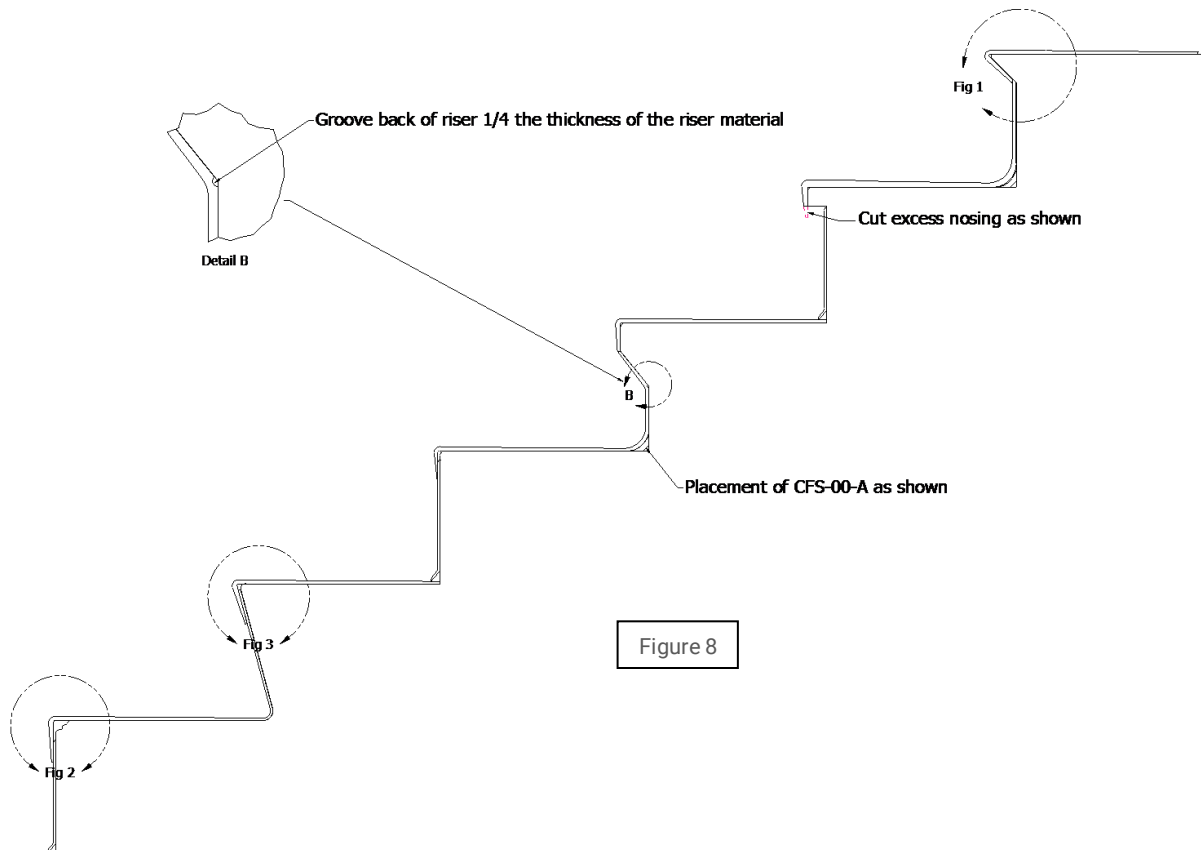 Fig 1
Groove back of riser 1/4 the thickness of the riser material
Cut excess nosing as shown
Detail B
B
Placement of CFS-00-A as shown
Fig 3
Figure 8
Fig 2